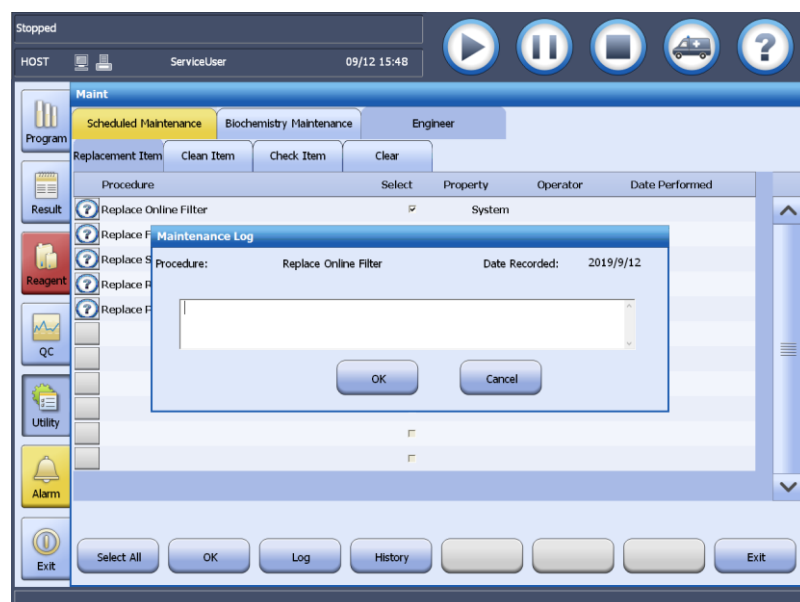 Stopped
HOST ServiceUser 09/12 15:48
Maint
Scheduled Maintenance Biochemistry Maintenance Engineer
Replacement Item Clean Item Check Item Clear
Procedure Select Property Operator Date Performed
Replace Online Filter System
Replace F
Replace S
Replace
Replace F
Maintenance Log
Procedure: Replace Online Filter Date Recorded: 2019/9/12
OK Cancel
Program
Result
Reagent
QC
Utility
Alarm
Exit
Select All OK Log History Exit